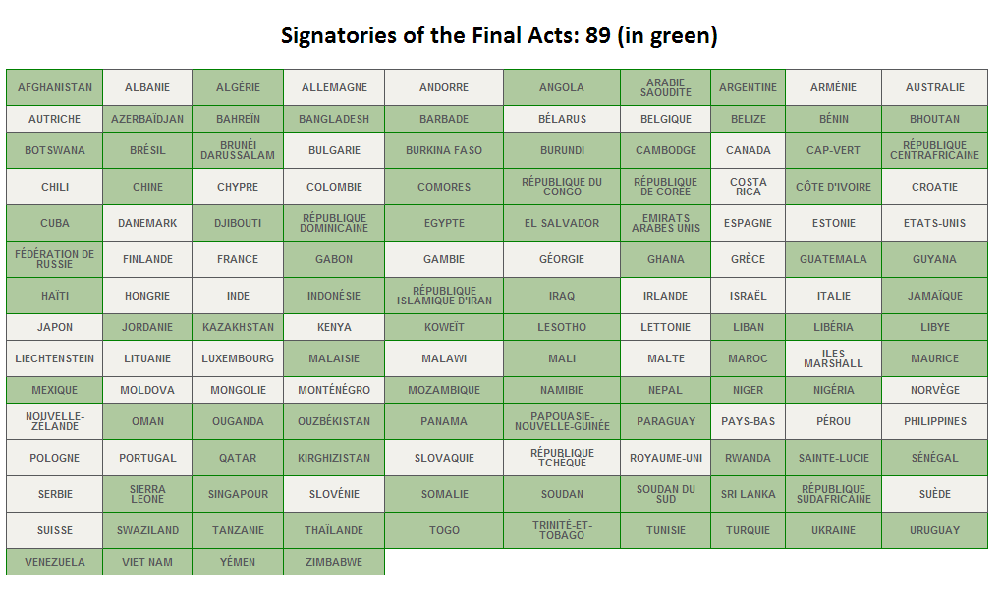 Signatories of the Final Acts: 89 (in green)
AFGHANISTAN ALBANIE ALGÉRIE ALLEMAGNE ANDORRE ANGOLA ARABIE SAOUDITE ARGENTINE ARMÉNIE AUSTRALIE
AUTRICHE AZERBAÏDJAN BAHREÏN BANGLADESH BARBADE BÉLARUS BELGIQUE BELIZE BÉNIN BHOUTAN
BOTSWANA BRÉSIL BRUNÉI DARUSSALAM BULGARIE BURKINA FASO BURUNDI CAMBODGE CANADA CAP-VERT RÉPUBLIQUE CENTRAFRICAINE
CHILI CHINE CHYPRE COLOMBIE COMORES RÉPUBLIQUE DU CONGO RÉPUBLIQUE DE CORÉE COSTA RICA CÔTE D'IVOIRE CROATIE
CUBA DANEMARK DJIBOUTI RÉPUBLIQUE DOMINICAINE EGYPTE EL SALVADOR EMIRATS ARABES UNIS ESPAGNE ESTONIE ETATS-UNIS
FÉDÉRATION DE RUSSIE FINLANDE FRANCE GABON GAMBIE GÉORGIE GHANA GRÈCE GUATEMALA GUYANA
HAÏTI HONGRIE INDE INDONÉSIE RÉPUBLIQUE ISLAMIQUE D'IRAN IRAQ IRLANDE ISRAËL ITALIE JAMAÏQUE
JAPON JORDANIE KAZAKHSTAN KENYA KOWEÏT LESOTHO LETTONIE LIBAN LIBÉRIA LIBYE
LIECHTENSTEIN LITUANIE LUXEMBOURG MALAISIE MALAWI MALI MALTE MAROC ILES MARSHALL MAURICE
MEXIQUE MOLDOVA MONGOLIE MONTÉNÉGRO MOZAMBIQUE NAMIBIE NEPAL NIGER NIGÉRIA NORVÈGE
NOUVELLE-ZÉLANDE OMAN OUGANDA OUZBÉKISTAN PANAMA PAPOUASIE-NOUVELLE-GUINÉE PARAGUAY PAYS-BAS PÉROU PHILIPPINES
POLOGNE PORTUGAL QATAR KIRGHIZISTAN SLOVAQUIE RÉPUBLIQUE TCHÈQUE ROYAUME-UNI RWANDA SAINTE-LUCIE SÉNÉGAL
SERBIE SIERRA LEONE SINGAPOUR SLOVÉNIE SOMALIE SOUDAN SOUDAN DU SUD SRI LANKA RÉPUBLIQUE SUDAFRICAINE SUÈDE
SUISSE SWAZILAND TANZANIE THAÏLANDE TOGO TRINITÉ-ET-TOBAGO TUNISIE TURQUIE UKRAINE URUGUAY
VENEZUELA VIET NAM YÉMEN ZIMBABWE